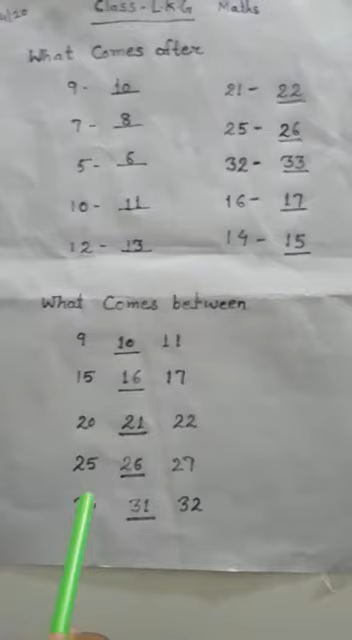 Class-L.K.G Maths
What Comes after
9- 10 21- 22
7- 8 25- 26
5- 6 32- 33
10- 11 16- 17
12- 13 14- 15
What Comes between
9 10 11
15 16 17
20 21 22
25 26 27
31 32